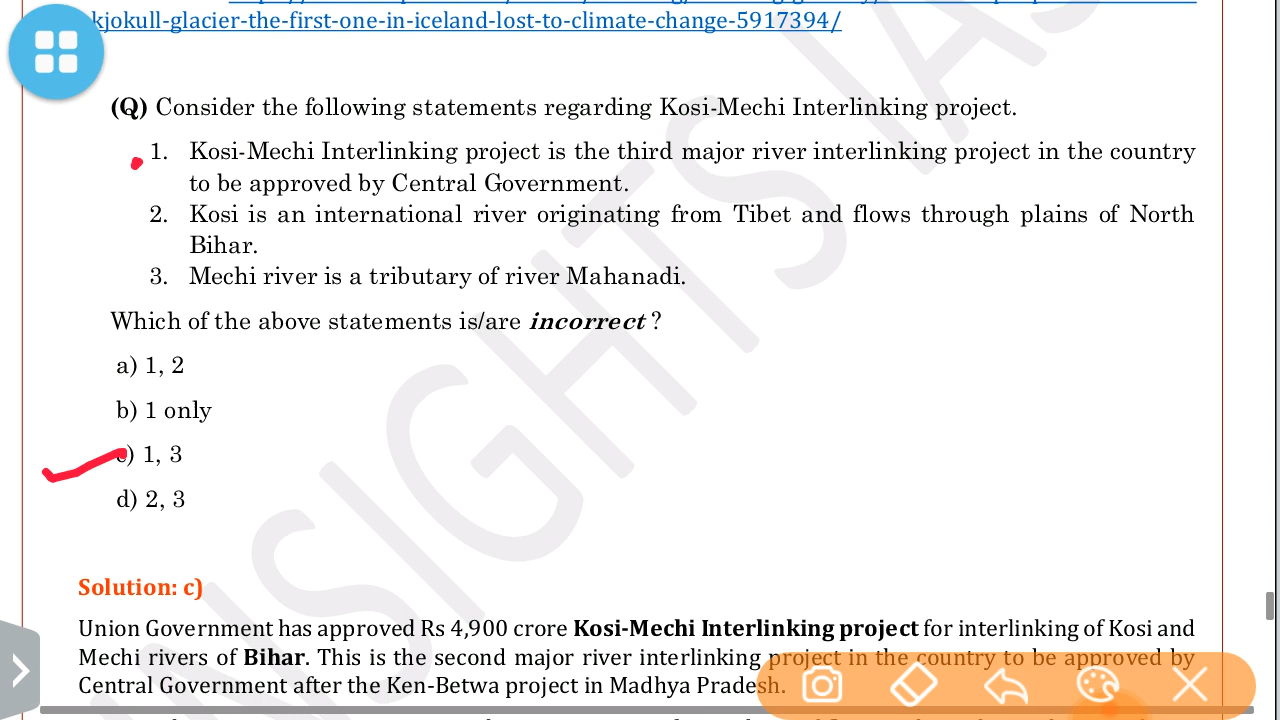 kjokull-glacier-the-first-one-in-iceland-lost-to-climate-change-5917394/
(Q) Consider the following statements regarding Kosi-Mechi Interlinking project.
1. Kosi-Mechi Interlinking project is the third major river interlinking project in the country
to be approved by Central Government.
2. Kosi is an international river originating from Tibet and flows through plains of North
Bihar.
3. Mechi river is a tributary of river Mahanadi.
Which of the above statements is/are incorrect?
a) 1, 2
b) 1 only
c) 1, 3
d) 2, 3
Solution: c)
Union Government has approved Rs 4,900 crore Kosi-Mechi Interlinking project for interlinking of Kosi and
Mechi rivers of Bihar. This is the second major river interlinking project in the country to be approved by
Central Government after the Ken-Betwa project in Madhya Pradesh.
INSIGHTS IAS